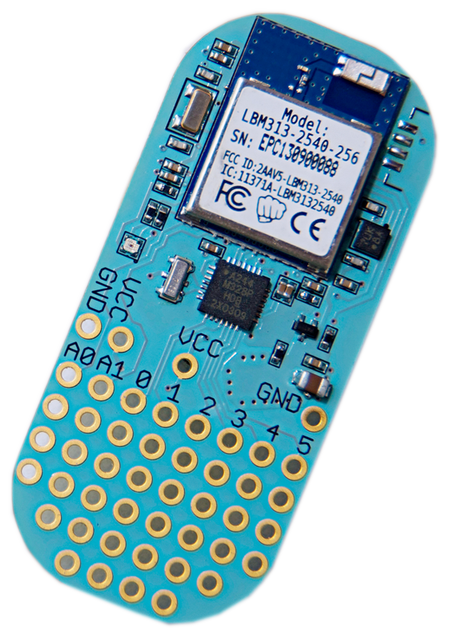 Model:
LBM313-2540-256
SN: EPC130900088
FCC ID:2AAV5-LBM313-2540
IC:11371A-LBM3132540
FC CE
M328P
GND
VCC
VCC
GND
A0 A1 0 1 2 3 4 5